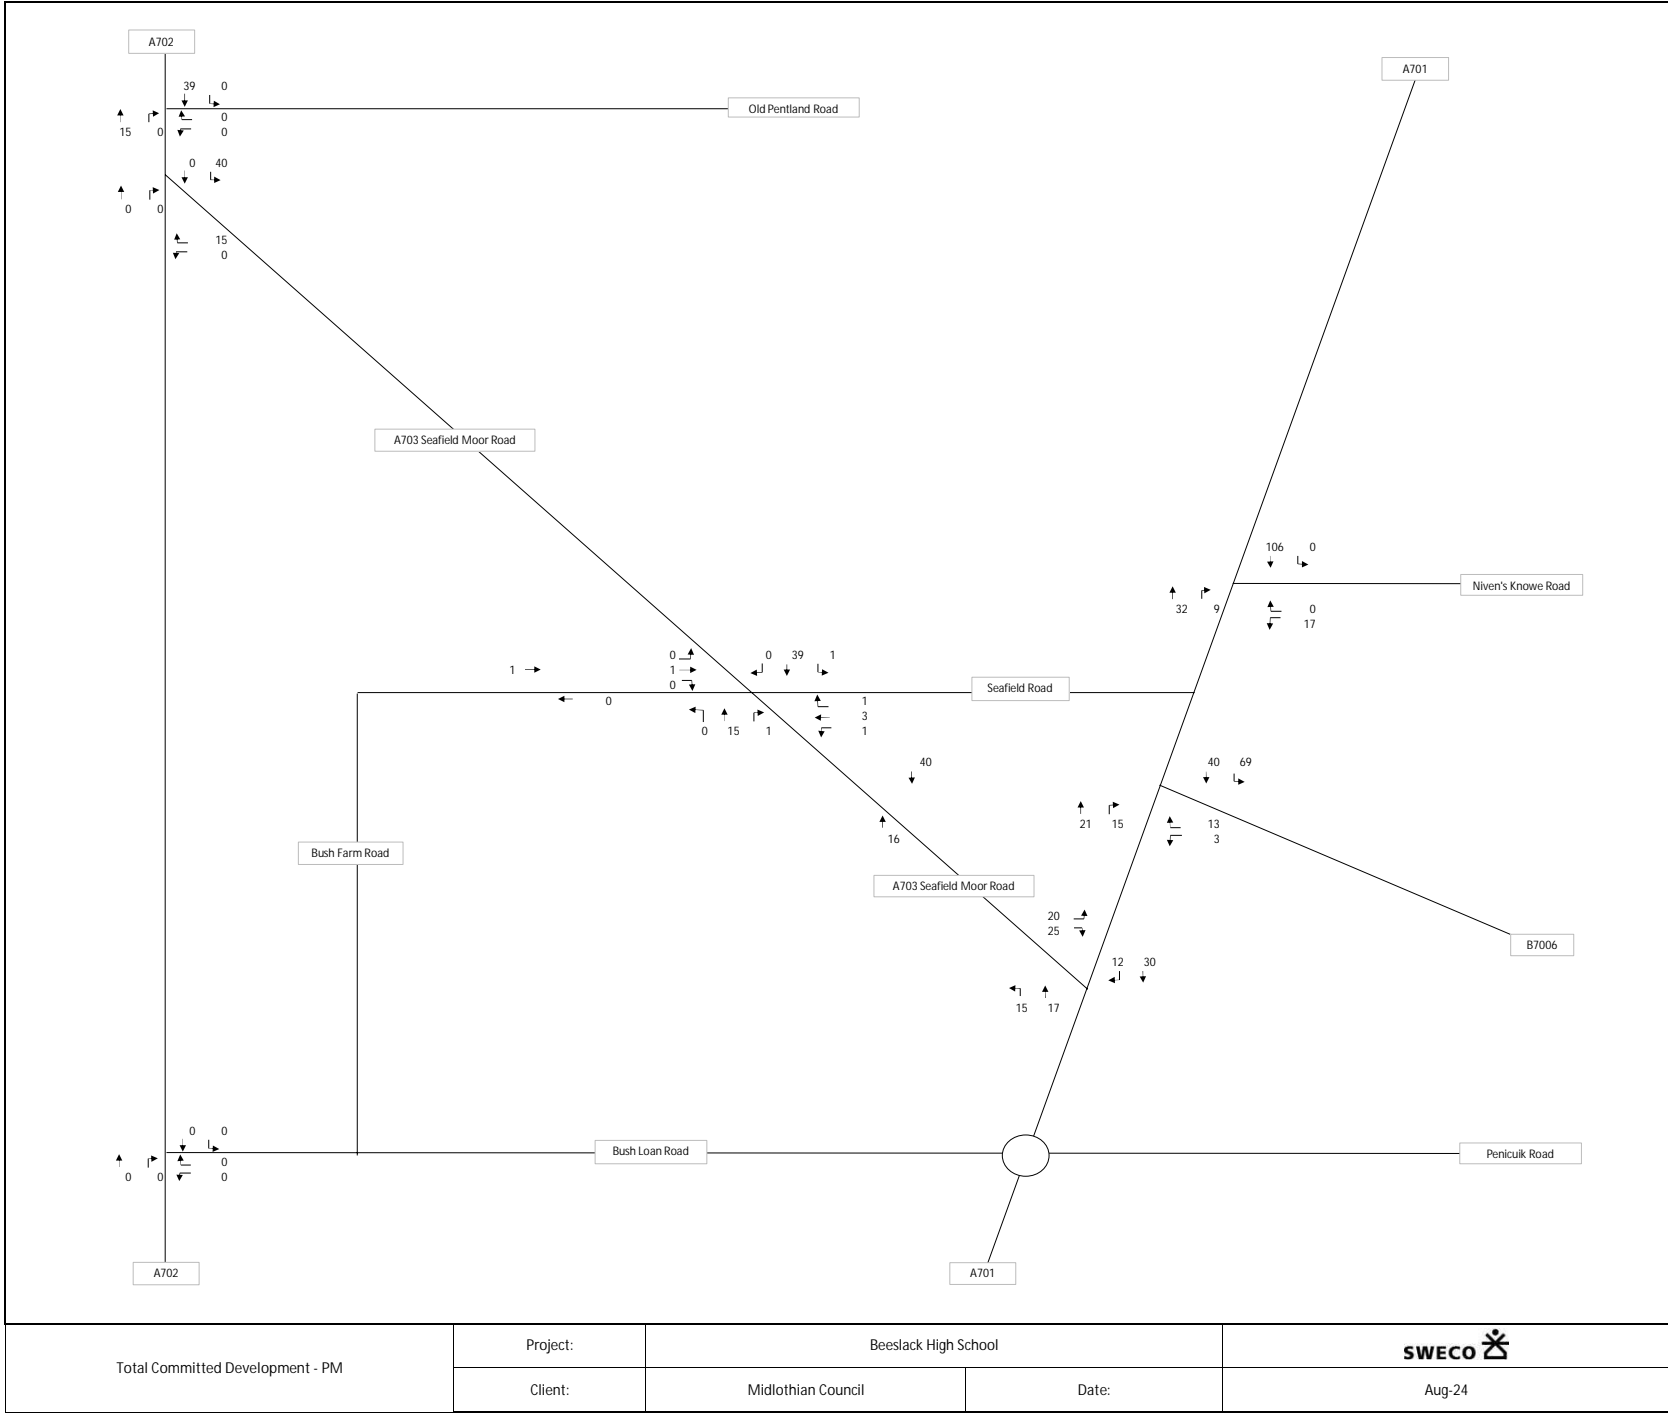 A702
A701
39 0
Old Pentland Road
0
15 0 0
0 40
0 0
15
0
A703 Seafield Moor Road
106 0
Niven's Knowe Road
32 9 0
17
0 0 39 1
1 1
0 Seafield Road
0 1
3
0 15 1 1
40 40 69
21 15 13
16 3
Bush Farm Road
A703 Seafield Moor Road
20
25
B7006
12 30
15 17
0 0
Bush Loan Road
Penicuik Road
0
0 0 0
A702
A701
Total Committed Development - PM
Project:
Beeslack High School
SWECO
Client:
Midlothian Council
Date:
Aug-24